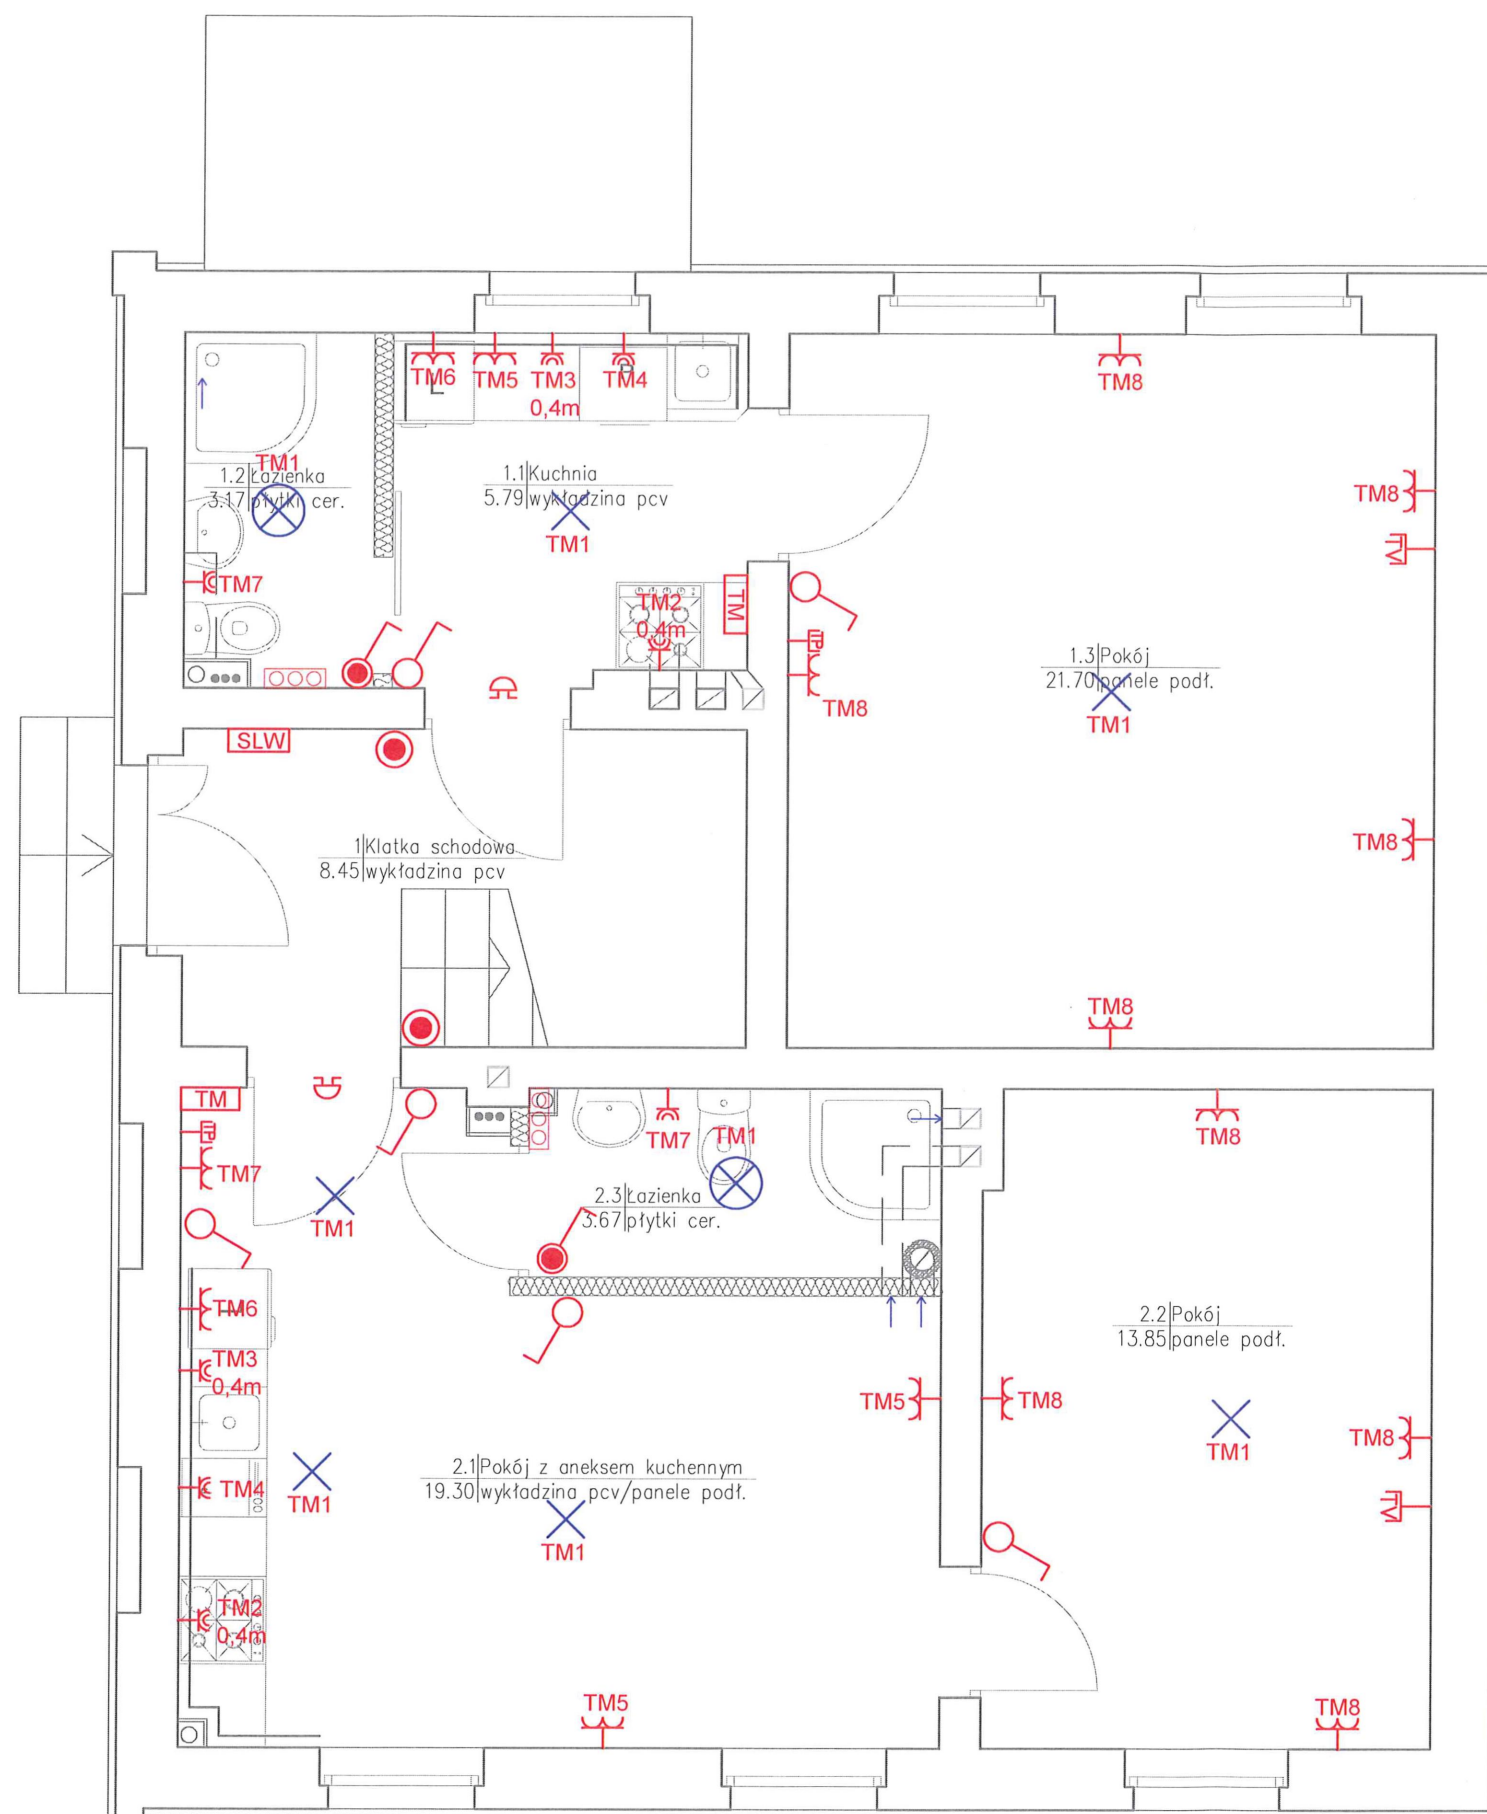 TM6
TM5
TM3
TM4
0,4m
L
TM8
TM1
1.2 Łazienka
3.17 płytki cer.
1.1 Kuchnia
5.79 wykładzina pcv
TM1
TM8
TV
TM7
TM2
0,4m
TM
TP
TM8
1.3 Pokój
21.70 panele podł.
TM1
SLW
1 Klatka schodowa
8.45 wykładzina pcv
TM8
TM8
TM
TP
TM7
TM1
TM7
TM1
2.3 Łazienka
3.67 płytki cer.
TM8
TM6
TM3
0,4m
TM4
TM5
TM8
2.2 Pokój
13.85 panele podł.
TM1
TM8
TV
TM1
2.1 Pokój z aneksem kuchennym
19.30 wykładzina pcv/panele podł.
TM1
TM2
0,4m
TM5
TM8